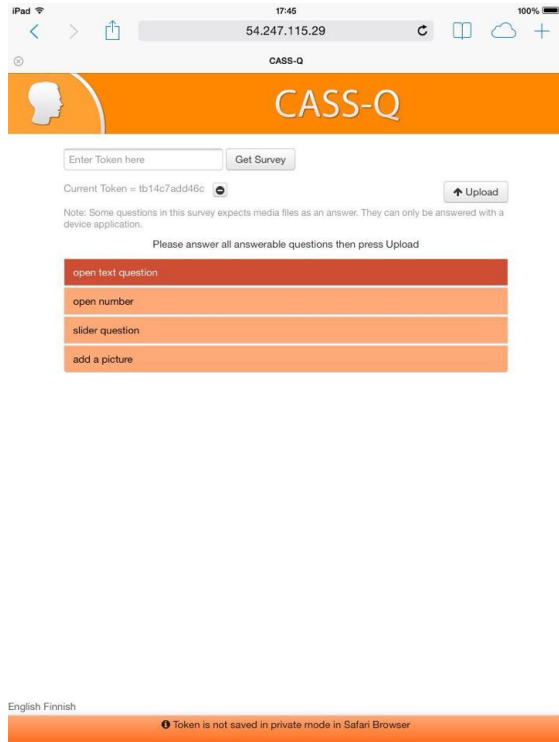 iPad 17:45 100%
54.247.115.29
CASS-Q
CASS-Q
Enter Token here Get Survey
Current Token = tb14c7add46c
Upload
Note: Some questions in this survey expects media files as an answer. They can only be answered with a
device application.
Please answer all answerable questions then press Upload
open text question
open number
slider question
add a picture
English Finnish
Token is not saved in private mode in Safari Browser